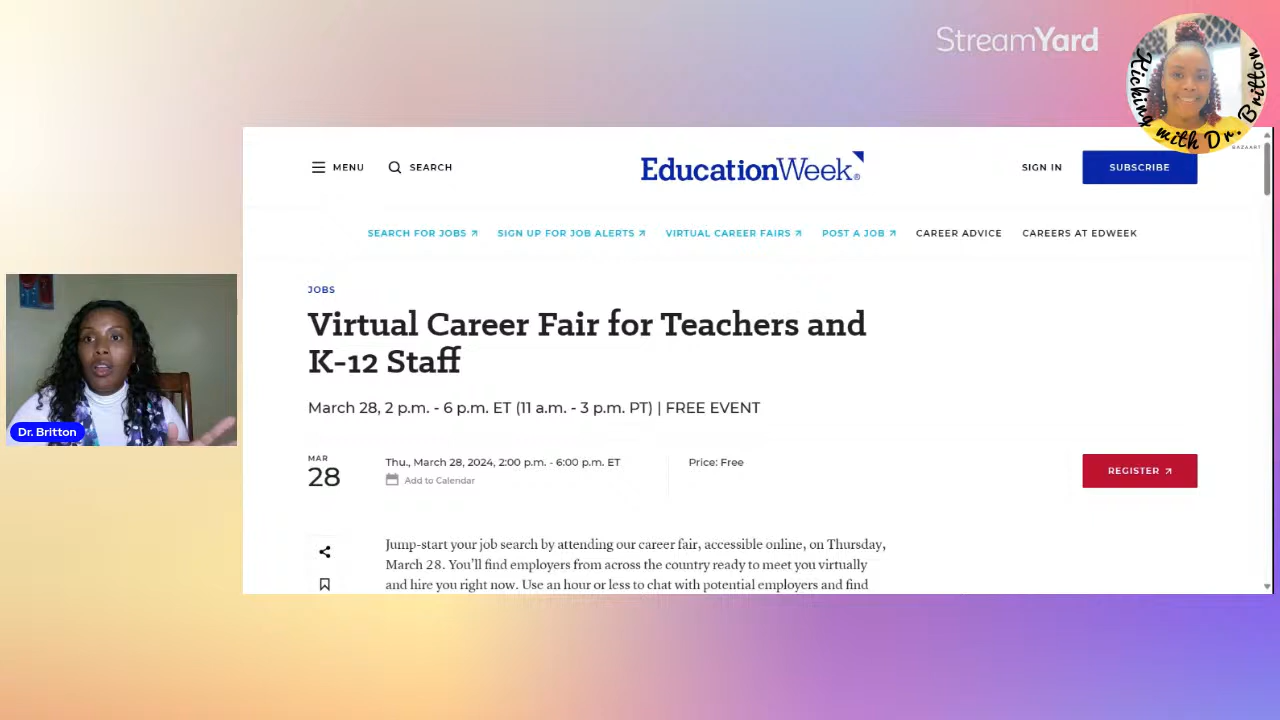 StreamYard
Kicking with Dr. Britton
BAZAART
MENU
SEARCH
EducationWeek®
SIGN IN
SUBSCRIBE
SEARCH FOR JOBS
SIGN UP FOR JOB ALERTS
VIRTUAL CAREER FAIRS
POST A JOB
CAREER ADVICE
CAREERS AT EDWEEK
JOBS
Virtual Career Fair for Teachers and
K-12 Staff
March 28, 2 p.m. - 6 p.m. ET (11 a.m. - 3 p.m. PT) | FREE EVENT
MAR
28
Thu., March 28, 2024, 2:00 p.m. - 6:00 p.m. ET
Add to Calendar
Price: Free
REGISTER
Dr. Britton
Jump-start your job search by attending our career fair, accessible online, on Thursday,
March 28. You'll find employers from across the country ready to meet you virtually
and hire you right now. Use an hour or less to chat with potential employers and find